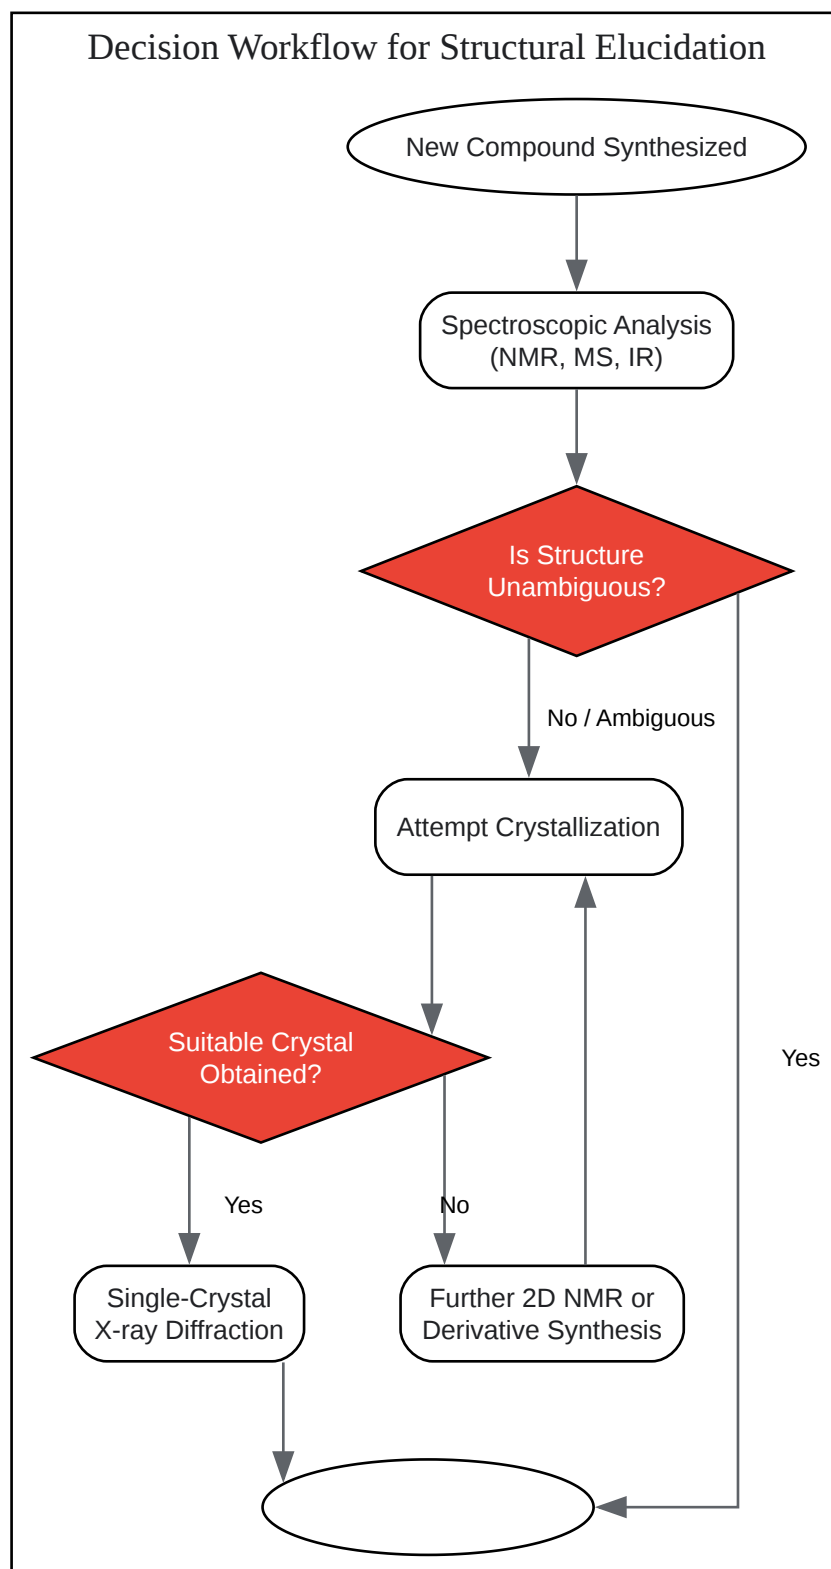 Decision Workflow for Structural Elucidation
New Compound Synthesized
Spectroscopic Analysis
(NMR, MS, IR)
Is Structure
Unambiguous?
No / Ambiguous
Attempt Crystallization
Suitable Crystal
Obtained?
Yes
Yes
No
Single-Crystal
X-ray Diffraction
Further 2D NMR or
Derivative Synthesis